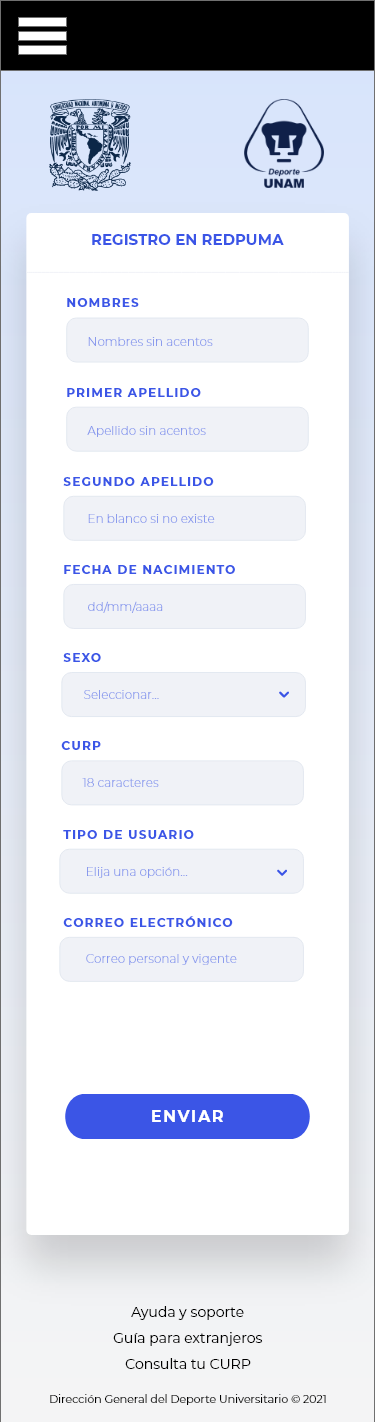 Deporte
UNAM
REGISTRO EN REDPUMA
NOMBRES
Nombres sin acentos
PRIMER APELLIDO
Apellido sin acentos
SEGUNDO APELLIDO
En blanco si no existe
FECHA DE NACIMIENTO
dd/mm/aaaa
SEXO
Seleccionar...
CURP
18 caracteres
TIPO DE USUARIO
Elija una opción...
CORREO ELECTRÓNICO
Correo personal y vigente
ENVIAR
Ayuda y soporte
Guía para extranjeros
Consulta tu CURP
Dirección General del Deporte Universitario © 2021